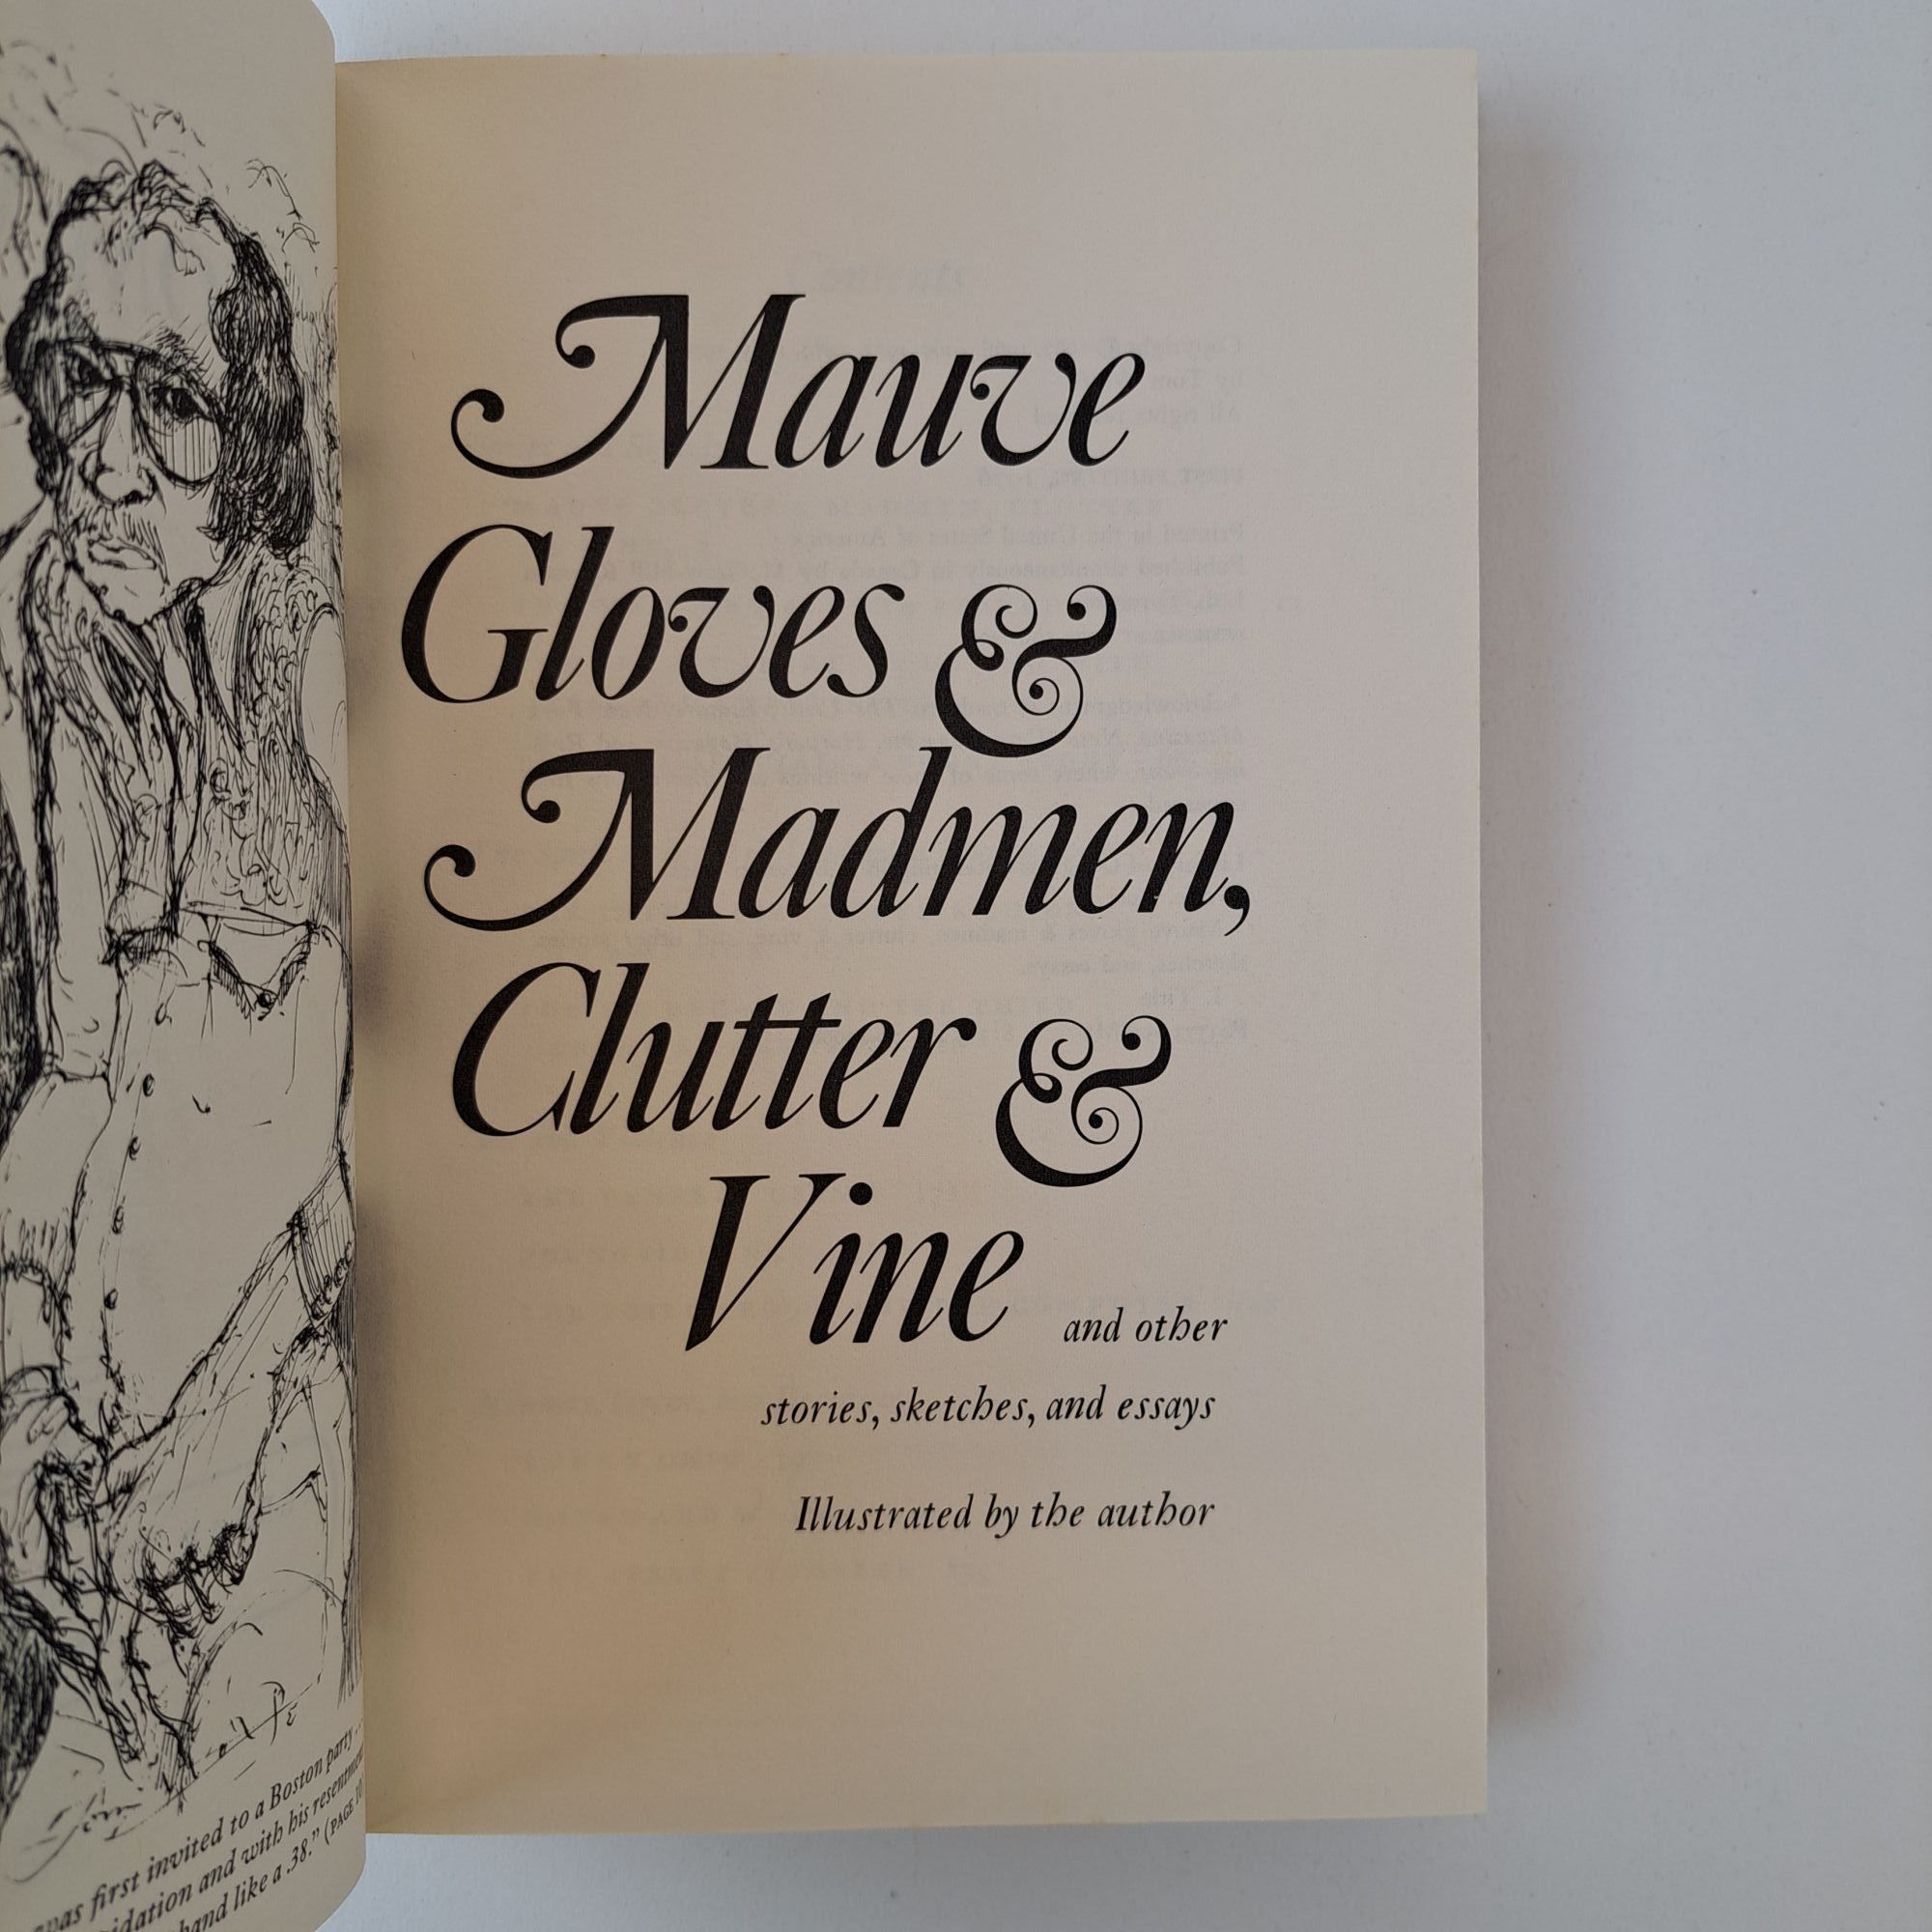 was first invited to a Boston party
and with his resentment
hand like a .38." (PAGE
Mauve
Gloves &
Madmen,
Clutter &
Vine and other
stories, sketches, and essays
Illustrated by the author